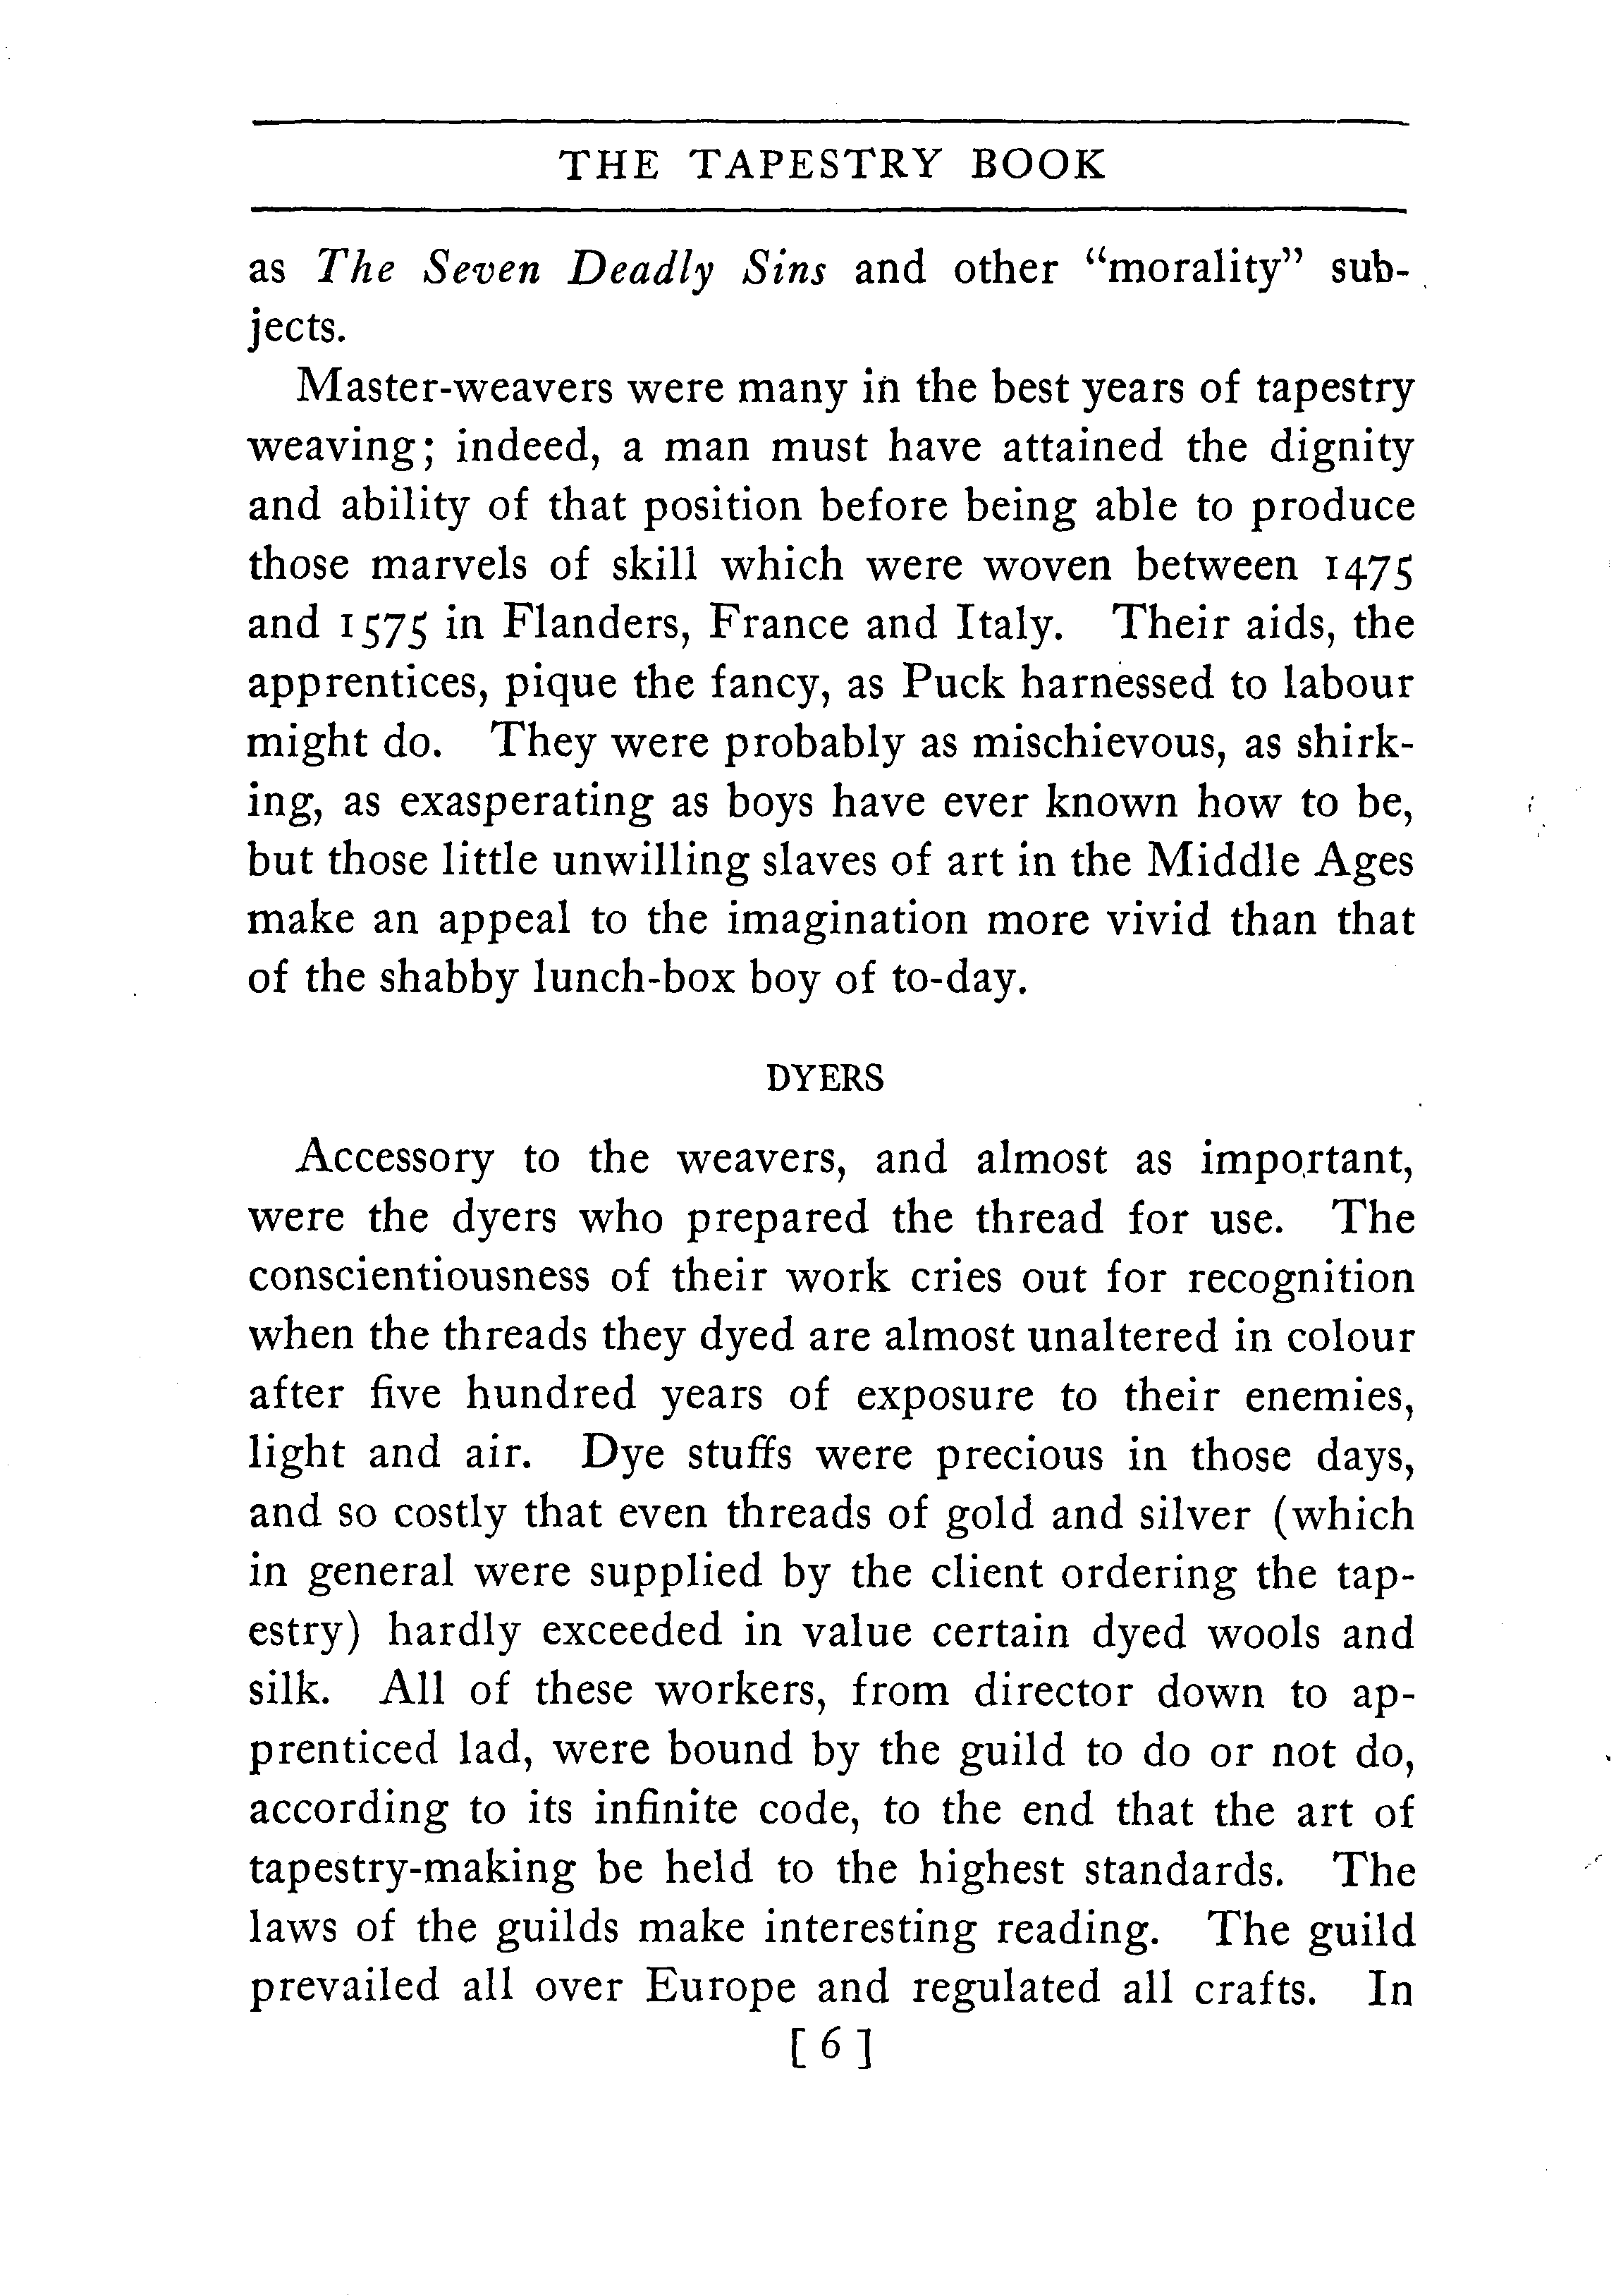 THE TAPESTRY BOOK
as The Seven Deadly Sins and other "morality" sub-
jects.
Master-weavers were many in the best years of tapestry
weaving; indeed, a man must have attained the dignity
and ability of that position before being able to produce
those marvels of skill which were woven between 1475
and 1575 in Flanders, France and Italy. Their aids, the
apprentices, pique the fancy, as Puck harnessed to labour
might do. They were probably as mischievous, as shirk-
ing, as exasperating as boys have ever known how to be,
but those little unwilling slaves of art in the Middle Ages
make an appeal to the imagination more vivid than that
of the shabby lunch-box boy of to-day.
DYERS
Accessory to the weavers, and almost as important,
were the dyers who prepared the thread for use. The
conscientiousness of their work cries out for recognition
when the threads they dyed are almost unaltered in colour
after five hundred years of exposure to their enemies,
light and air. Dye stuffs were precious in those days,
and so costly that even threads of gold and silver (which
in general were supplied by the client ordering the tap-
estry) hardly exceeded in value certain dyed wools and
silk. All of these workers, from director down to ap-
prenticed lad, were bound by the guild to do or not do,
according to its infinite code, to the end that the art of
tapestry-making be held to the highest standards. The
laws of the guilds make interesting reading. The guild
prevailed all over Europe and regulated all crafts. In
[6]